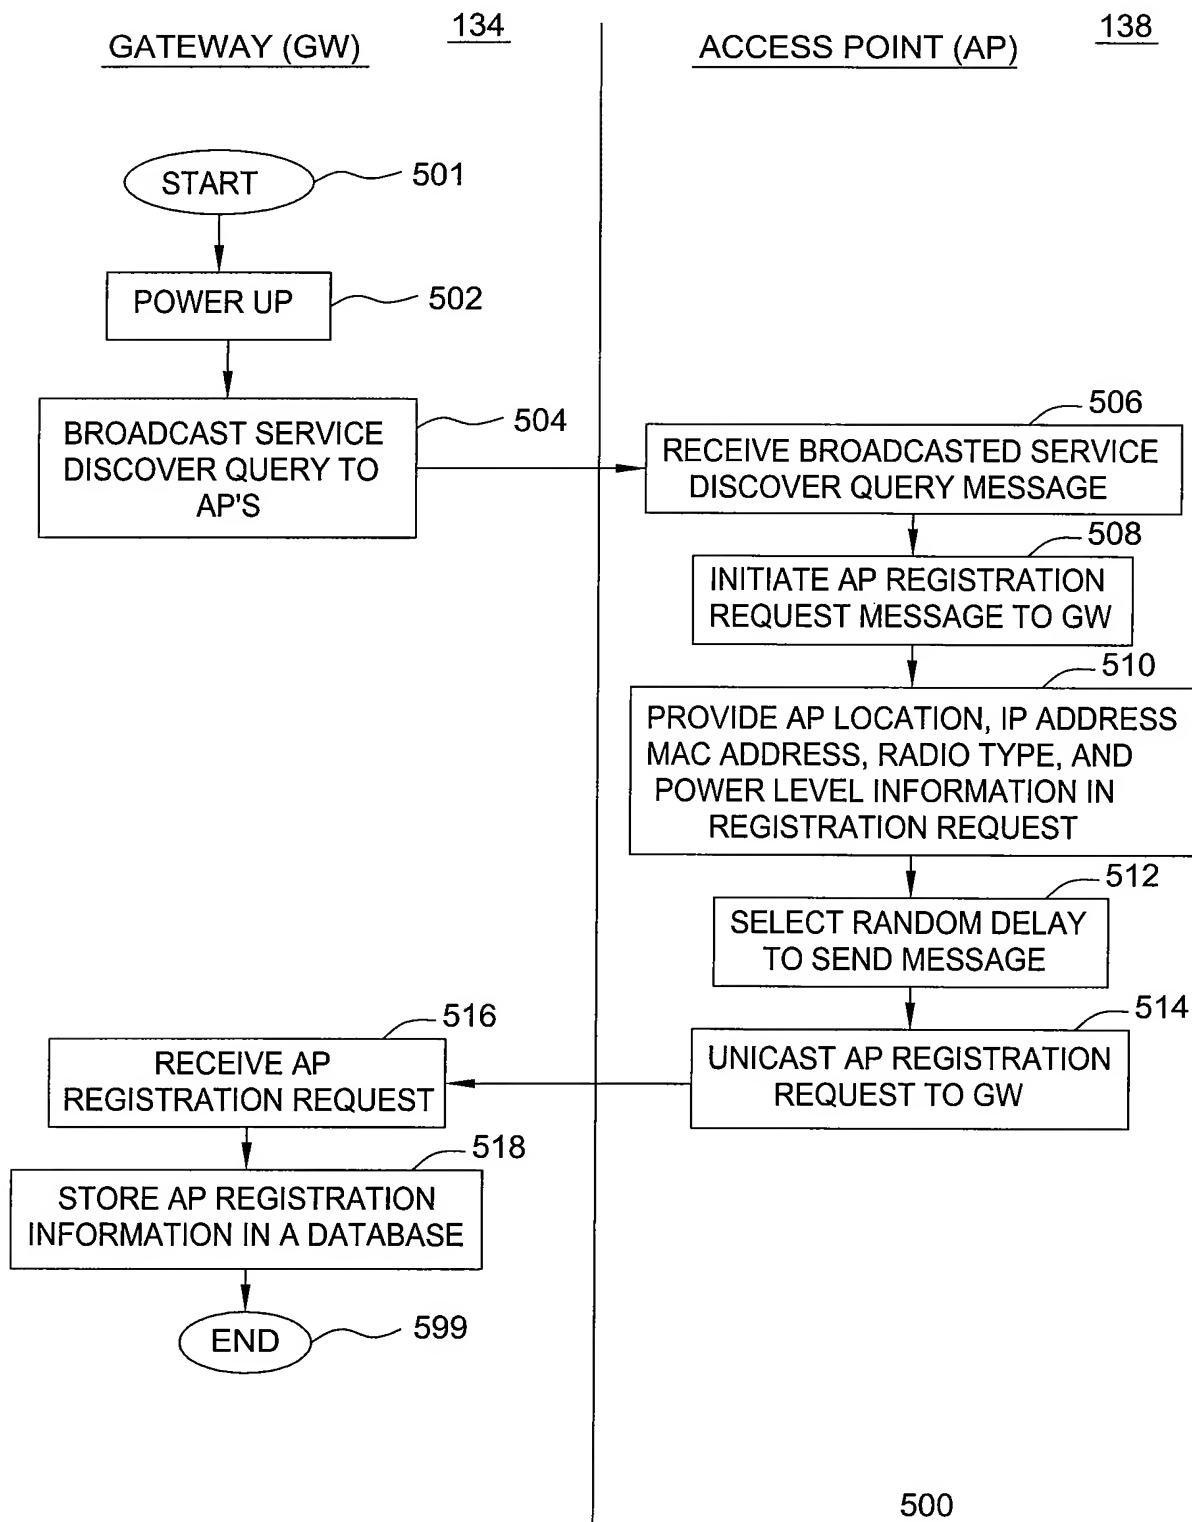 134
GATEWAY (GW)
138
ACCESS POINT (AP)
START
501
POWER UP
502
BROADCAST SERVICE
DISCOVER QUERY TO
AP'S
504
506
RECEIVE BROADCASTED SERVICE
DISCOVER QUERY MESSAGE
508
INITIATE AP REGISTRATION
REQUEST MESSAGE TO GW
510
PROVIDE AP LOCATION, IP ADDRESS
MAC ADDRESS, RADIO TYPE, AND
POWER LEVEL INFORMATION IN
REGISTRATION REQUEST
512
SELECT RANDOM DELAY
TO SEND MESSAGE
514
UNICAST AP REGISTRATION
REQUEST TO GW
516
RECEIVE AP
REGISTRATION REQUEST
518
STORE AP REGISTRATION
INFORMATION IN A DATABASE
END
599
500